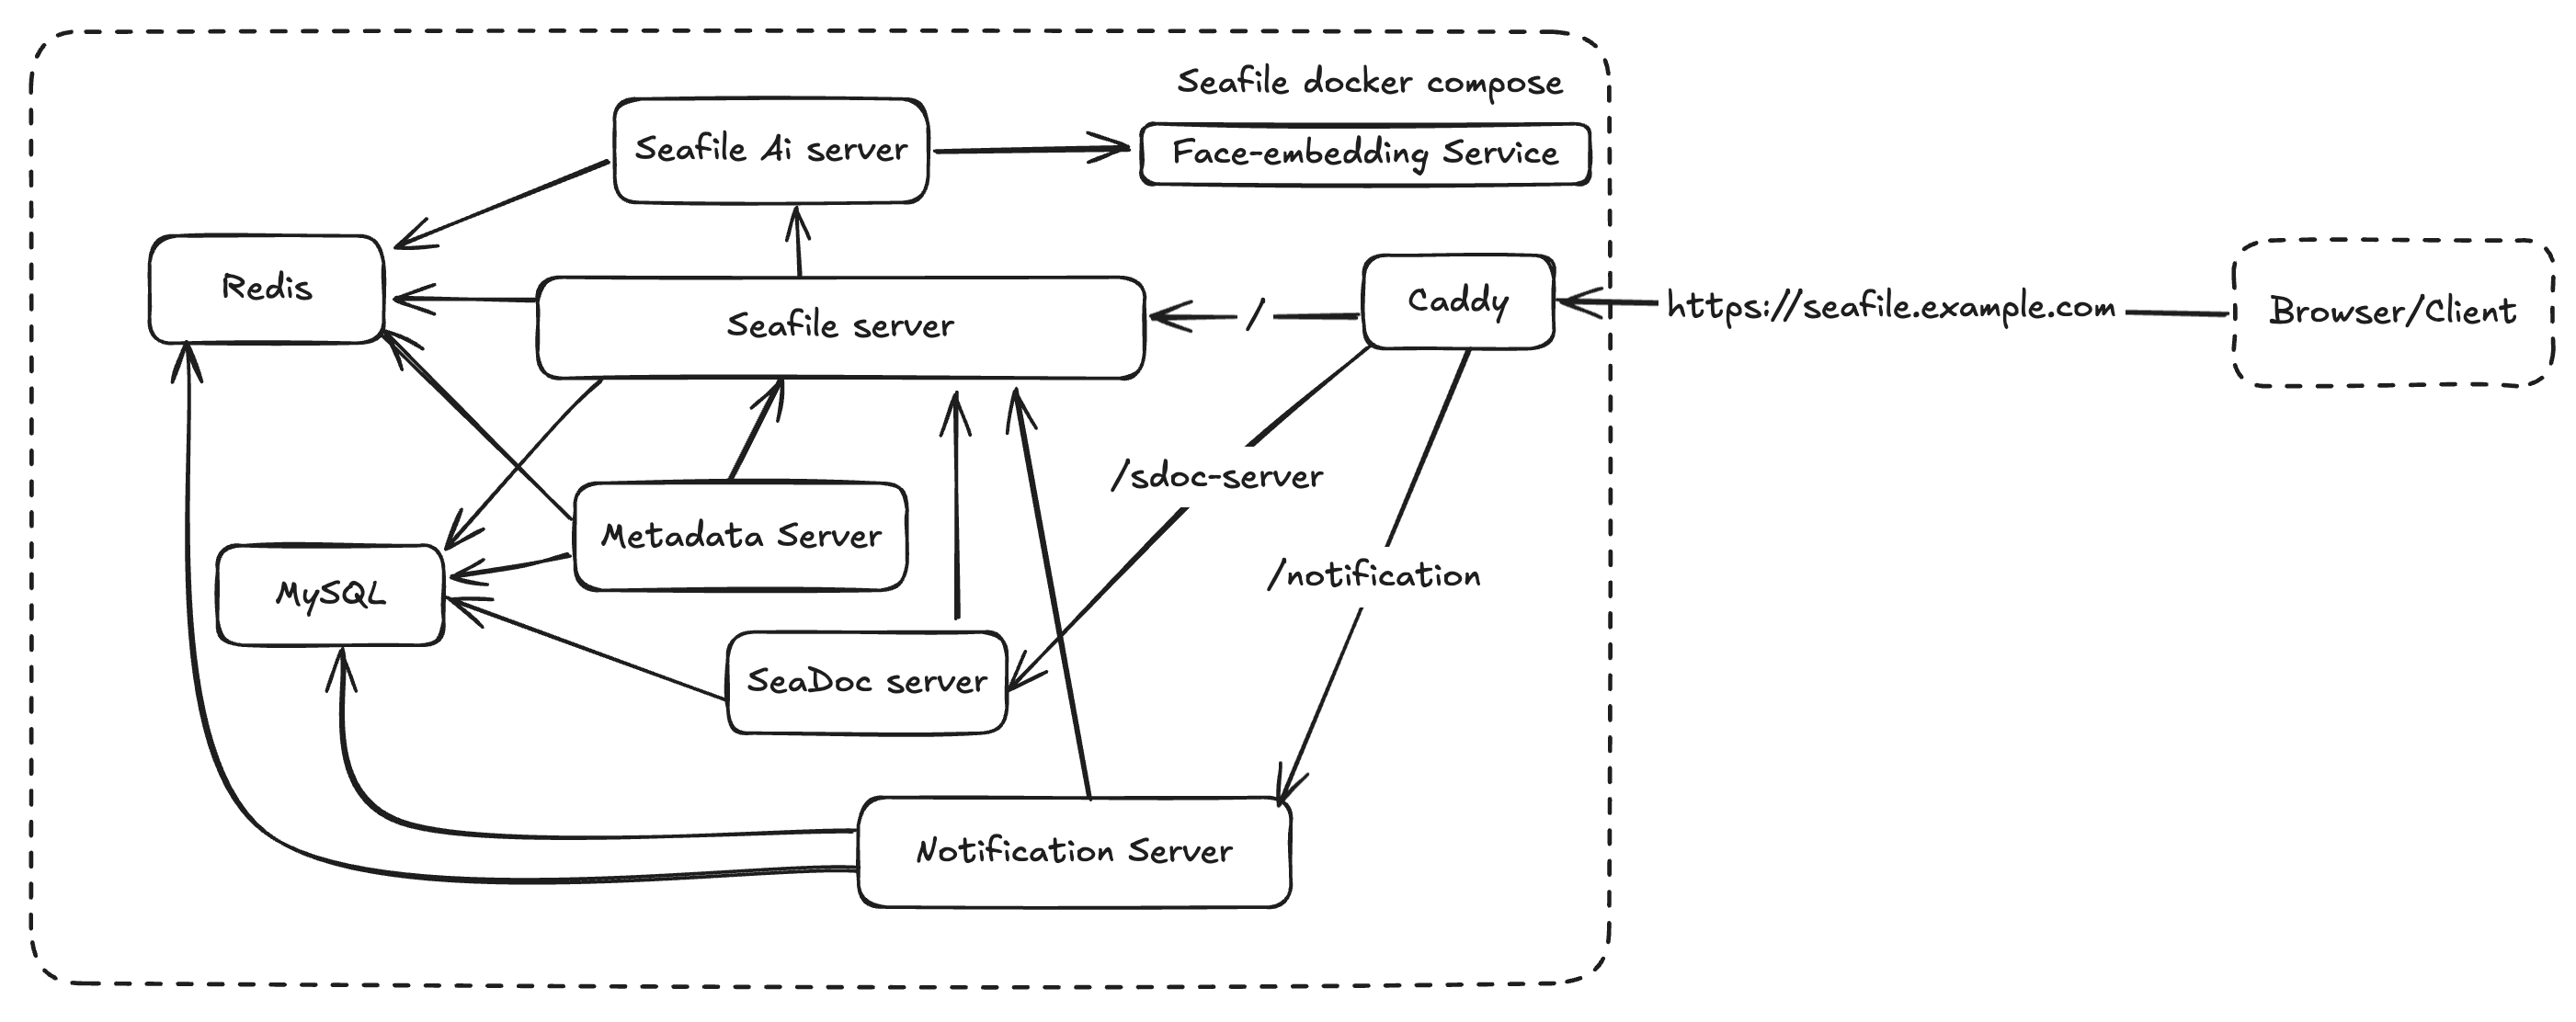 Seafile docker compose
Seafile Ai server
Face-embedding Service
Redis
Seafile server
/
Caddy
https://seafile.example.com
Browser/Client
/sdoc-server
Metadata Server
/notification
MySQL
SeaDoc server
Notification Server